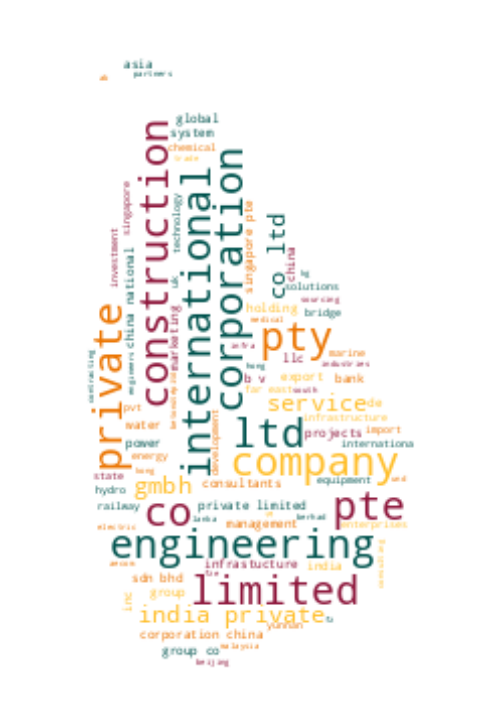 asia
partners
global
system
chemical
trade
construction
international
corporation
singapore
technology
investment
china national
singapore pte
co ltd
china
uk
solutions
sourcing
holding
bridge
medical
private
marketing
pty
infra
marine
llc
industries
hong
contracting
engineers
b v
export
bank
far east
south
service
de
pvt
infrastructure
water
development
ltd
projects
import
power
internationa
energy
company
hong
state
gmbh
consultants
equipment
hydro
railway
co
private limited
pte
lanka
berhad
electric
management
enterprises
engineering
aecom
infrastucture
india
sdn bhd
limited
group
inc
india private
yunnan
corporation china
group co
malaysia
beijing